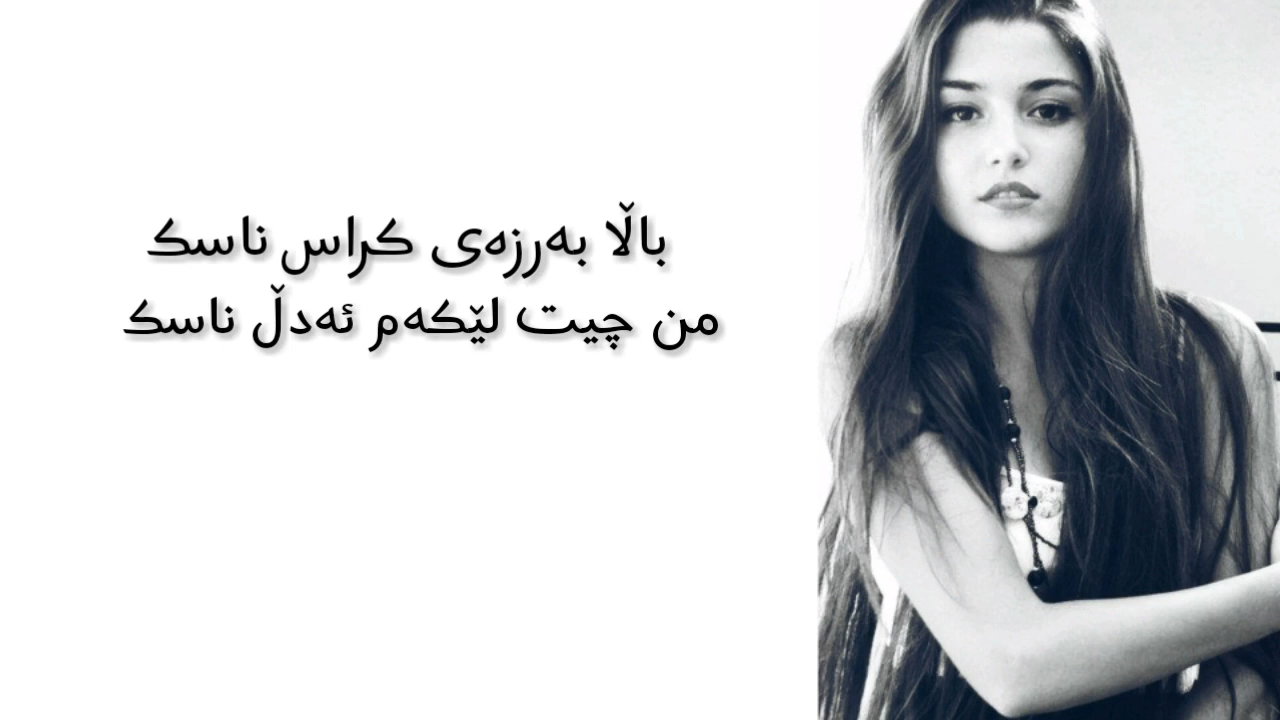 باڵا بەرزەی کراس ناسک
من چیت لێکەم ئەدڵ ناسک